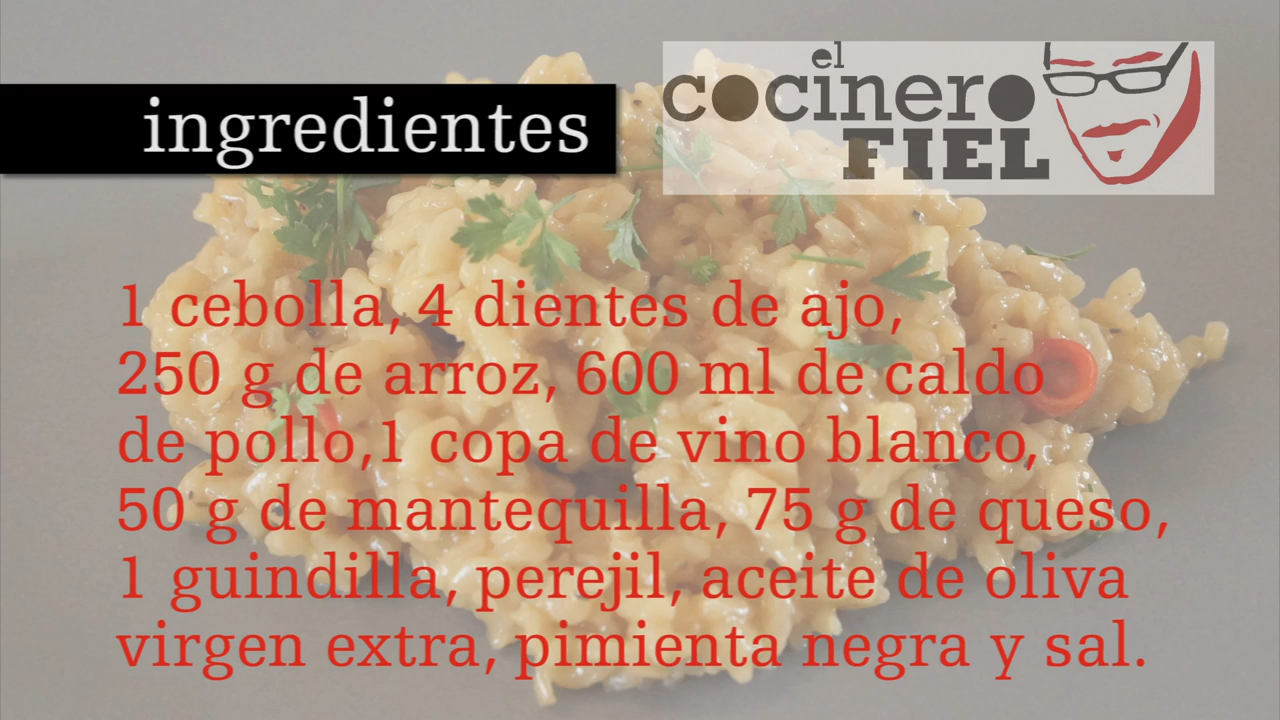 el
cocinero
FIEL
ingredientes
1 cebolla, 4 dientes de ajo,
250 g de arroz, 600 ml de caldo
de pollo,1 copa de vino blanco,
50 g de mantequilla, 75 g de queso,
1 guindilla, perejil, aceite de oliva
virgen extra, pimienta negra y sal.